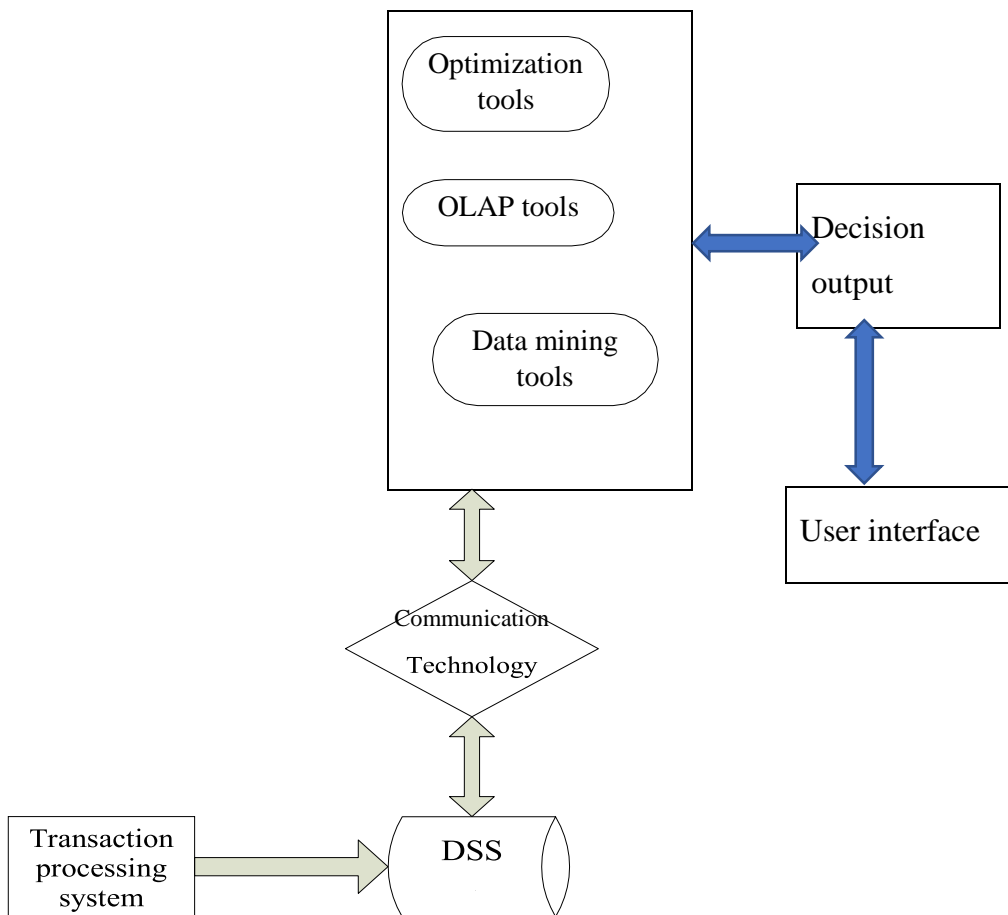 Optimization
tools
OLAP tools
Data mining
tools
Decision
output
User interface
Communication
Technology
Transaction
processing
system
DSS